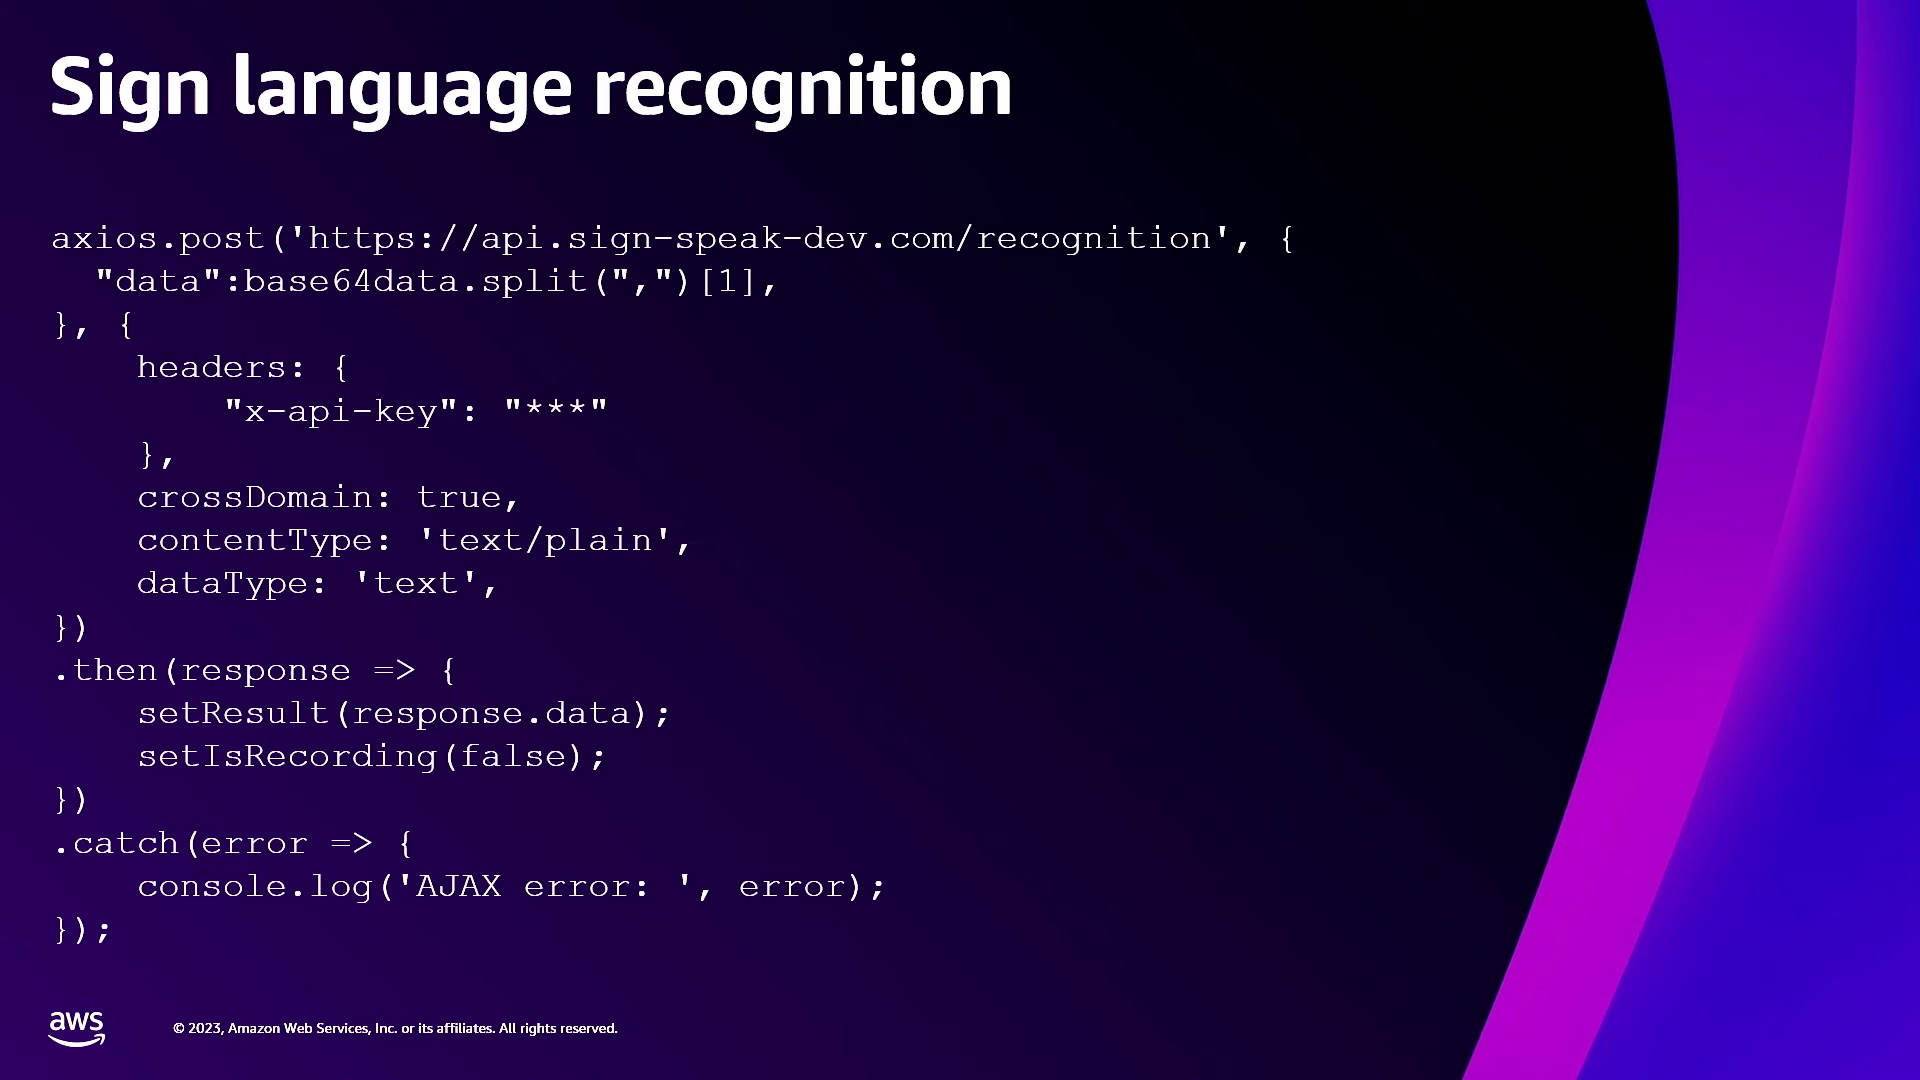 Sign language recognition
axios.post('https://api.sign-speak-dev.com/recognition', {
  "data":base64data.split(",")[1],
}, {
    headers: {
        "x-api-key": "***"
    },
    crossDomain: true,
    contentType: 'text/plain',
    dataType: 'text',
})
.then(response => {
    setResult(response.data);
    setIsRecording(false);
})
.catch(error => {
    console.log('AJAX error: ', error);
});
aws
© 2023, Amazon Web Services, Inc. or its affiliates. All rights reserved.